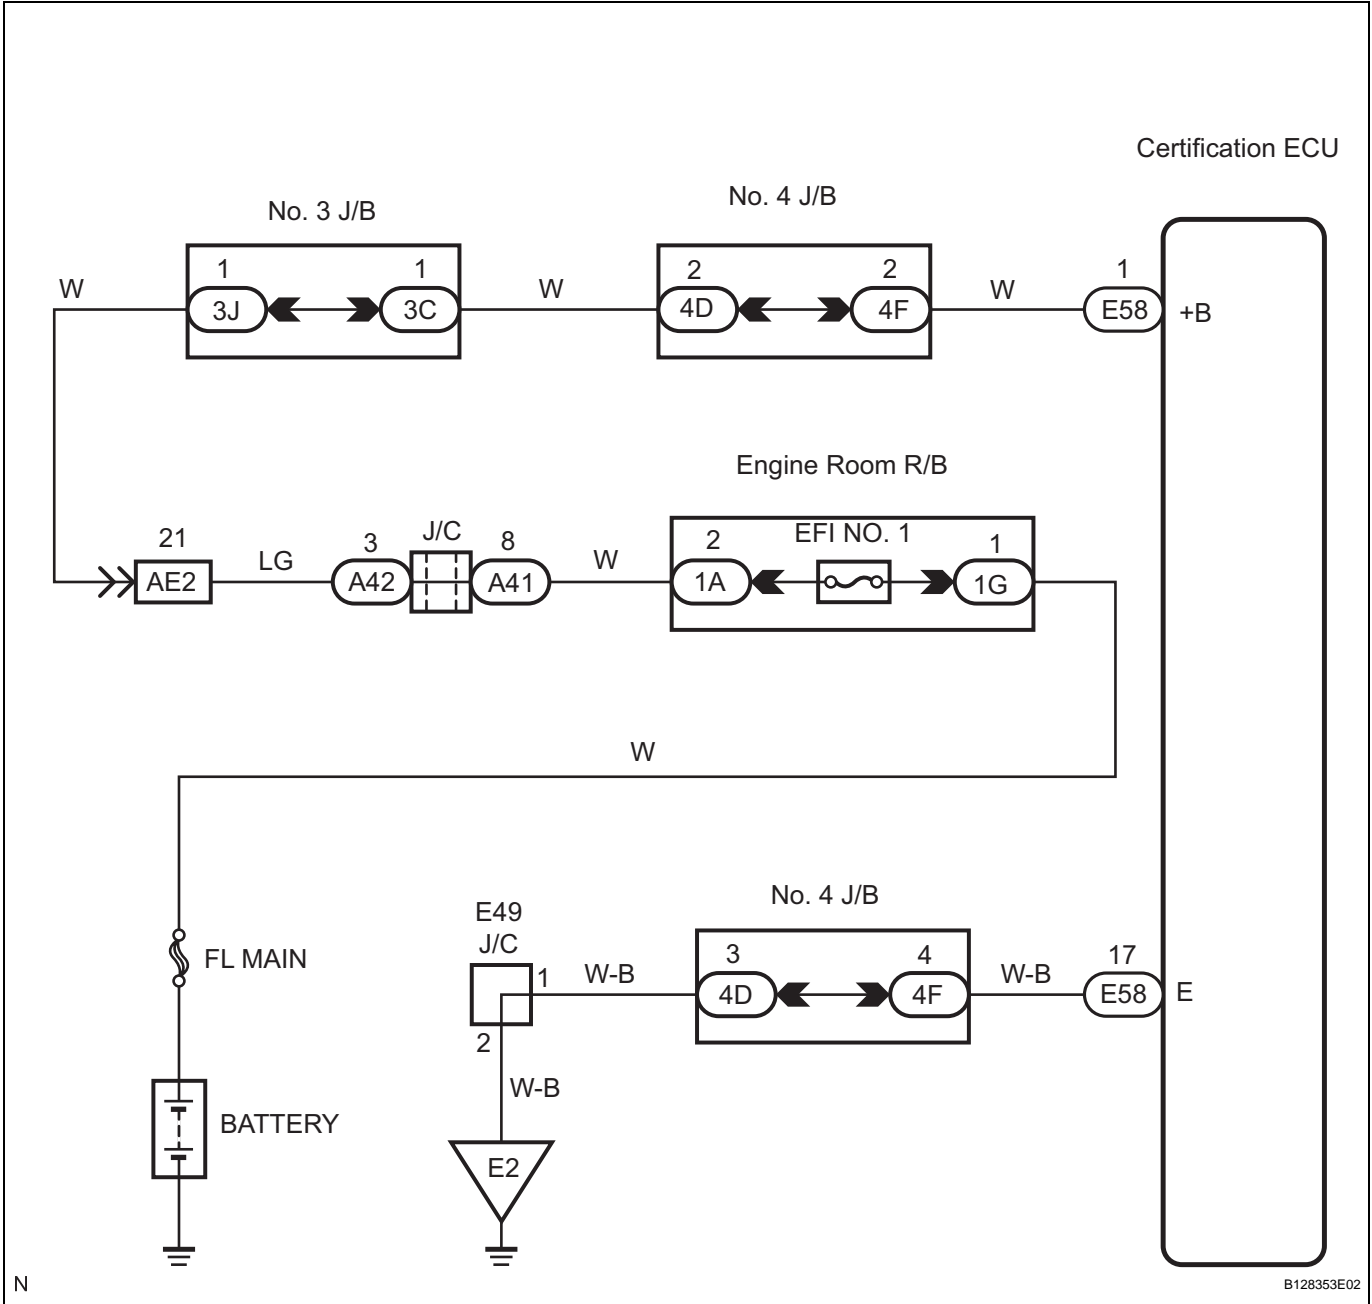 Certification ECU
No. 3 J/B
No. 4 J/B
1
1
2
2
1
W
3J
3C
W
4D
4F
W
E58
+B
Engine Room R/B
21
3
J/C
8
2
EFI NO. 1
1
AE2
LG
A42
A41
W
1A
1G
W
No. 4 J/B
E49
J/C
FL MAIN
1
W-B
3
4
W-B
17
4D
4F
E58
E
2
W-B
BATTERY
E2
N
B128353E02